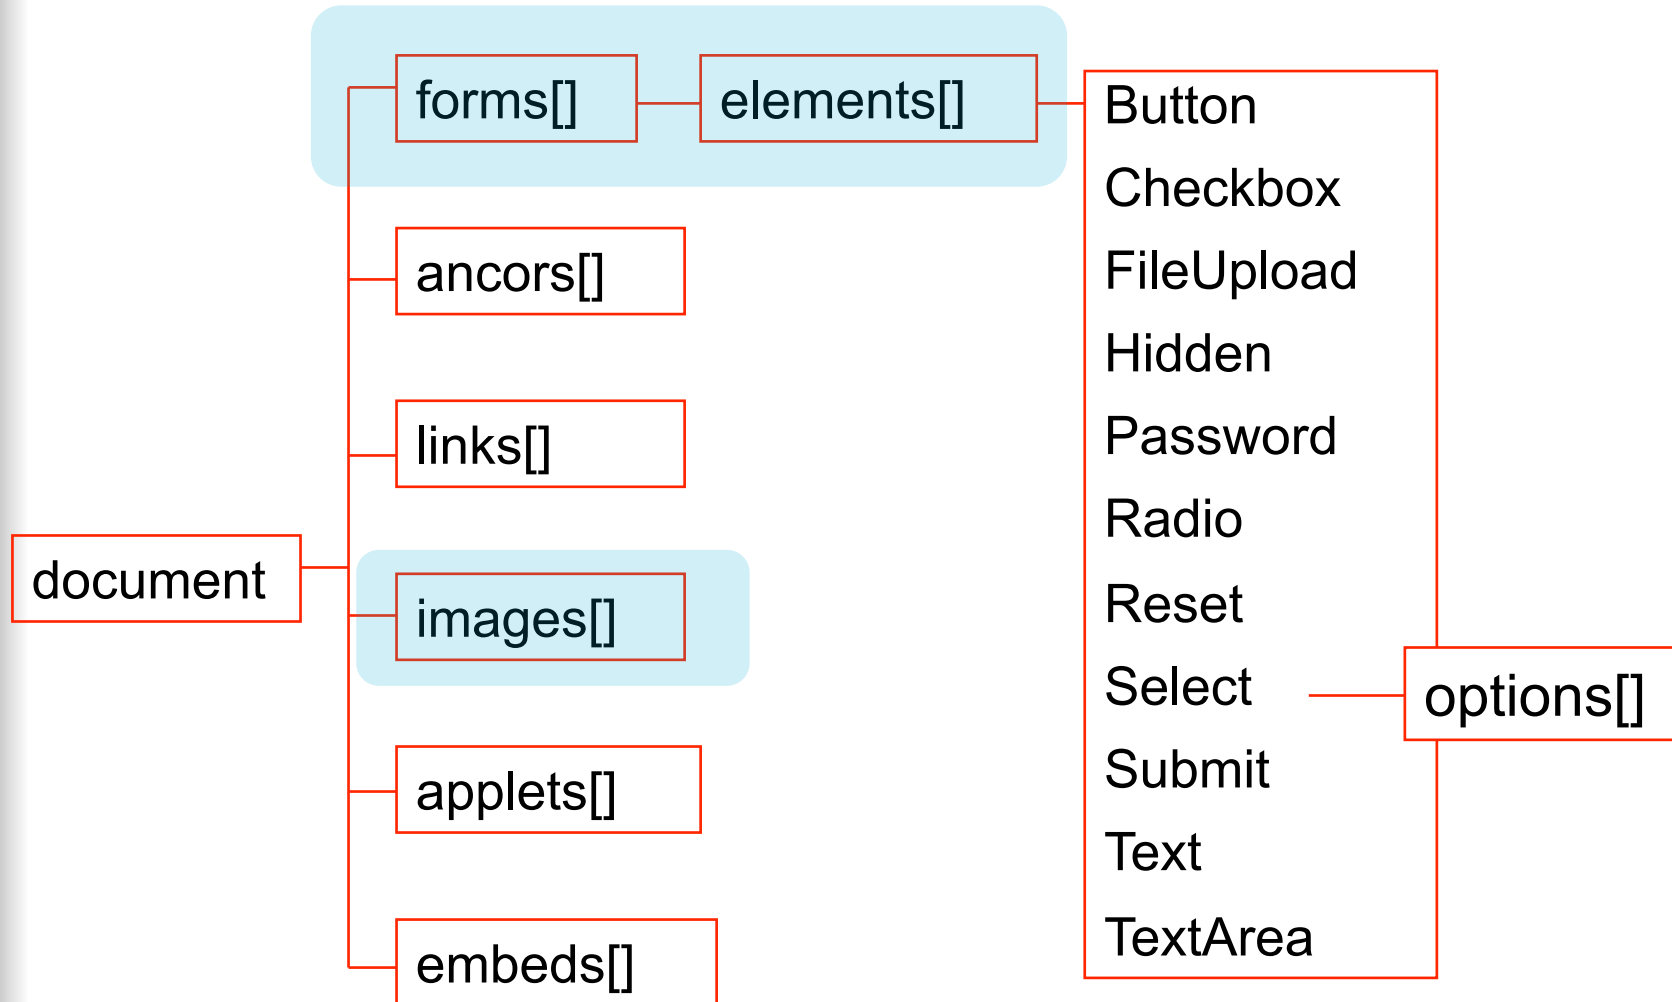 document
forms[]
elements[]
ancors[]
links[]
images[]
applets[]
embeds[]
Button
Checkbox
FileUpload
Hidden
Password
Radio
Reset
Select
options[]
Submit
Text
TextArea